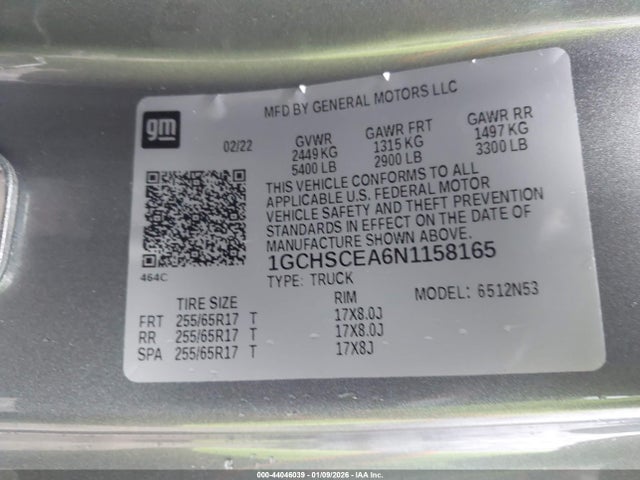 MFD BY GENERAL MOTORS LLC
gm
02/22
GVWR GAWR FRT GAWR RR
2449 KG 1315 KG 1497 KG
5400 LB 2900 LB 3300 LB
THIS VEHICLE CONFORMS TO ALL
APPLICABLE U.S. FEDERAL MOTOR
VEHICLE SAFETY AND THEFT PREVENTION
STANDARDS IN EFFECT ON THE DATE OF
MANUFACTURE SHOWN ABOVE.
464C
1GCHSCEA6N1158165
TYPE: TRUCK MODEL: 6512N53
TIRE SIZE RIM
FRT 255/65R17 T 17X8.0J
RR 255/65R17 T 17X8.0J
SPA 255/65R17 T 17X8J
000-44046039 - 01/09/2026 - IAA Inc.